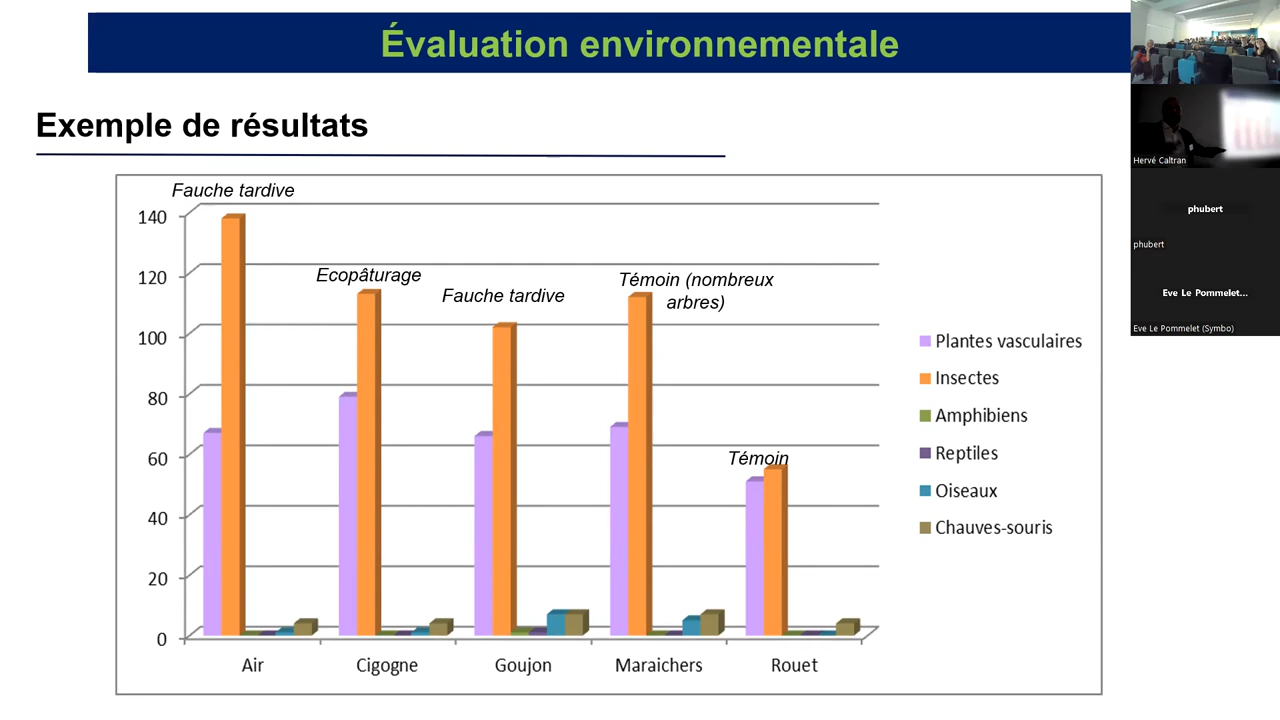 Évaluation environnementale
Exemple de résultats
Fauche tardive
Ecopâturage
Fauche tardive
Témoin (nombreux
arbres)
Témoin
140
120
100
80
60
40
20
0
Air
Cigogne
Goujon
Maraichers
Rouet
Plantes vasculaires
Insectes
Amphibiens
Reptiles
Oiseaux
Chauves-souris
Hervé Caltran
phubert
phubert
Eve Le Pommelet...
Eve Le Pommelet (Symbo)